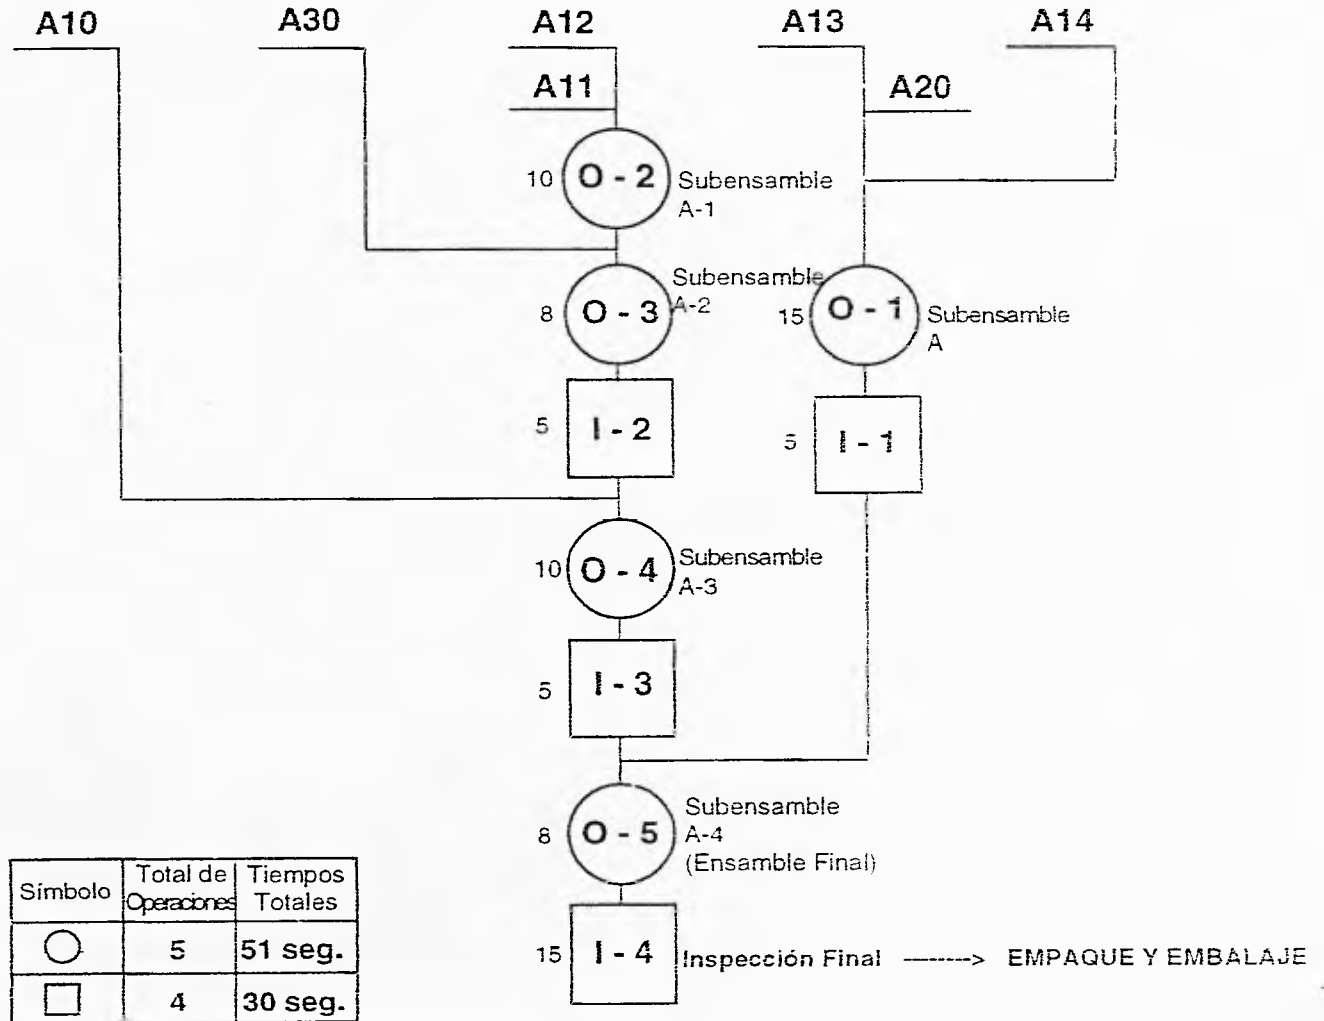 A10 A30 A12 A13 A14
A11 A20
10 O - 2 Subensamble
A-1
Subensamble
A-2
8 O - 3
15 O - 1 Subensamble
A
5 I - 2
5 I - 1
10 O - 4 Subensamble
A-3
5 I - 3
Subensamble
8 O - 5 A-4
(Ensamble Final)
Símbolo Total de Operaciones Tiempos Totales
5 51 seg.
4 30 seg.
15 I - 4 Inspección Final -------> EMPAQUE Y EMBALAJE